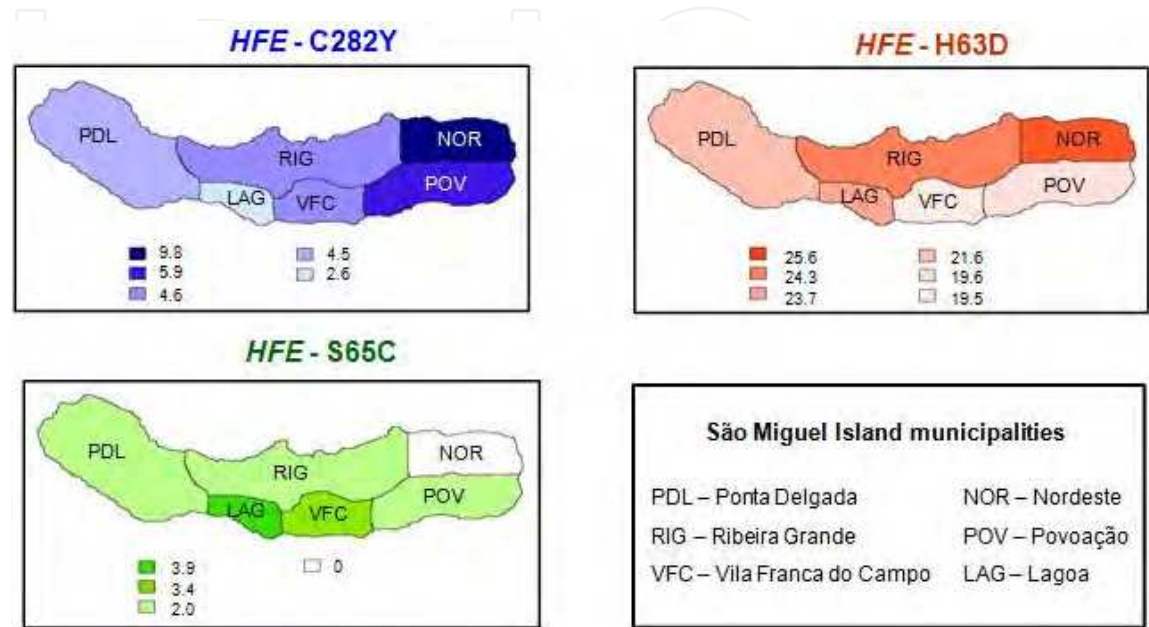 HFE - C282Y
PDL
RIG
NOR
LAG
VFC
POV
9.8
5.9
4.6
4.5
2.6
HFE - H63D
PDL
RIG
NOR
LAG
VFC
POV
25.6
24.3
23.7
21.6
19.6
19.5
HFE - S65C
PDL
RIG
NOR
LAG
VFC
POV
3.9
3.4
2.0
0
São Miguel Island municipalities
PDL – Ponta Delgada
NOR – Nordeste
RIG – Ribeira Grande
POV – Povoação
VFC – Vila Franca do Campo
LAG – Lagoa